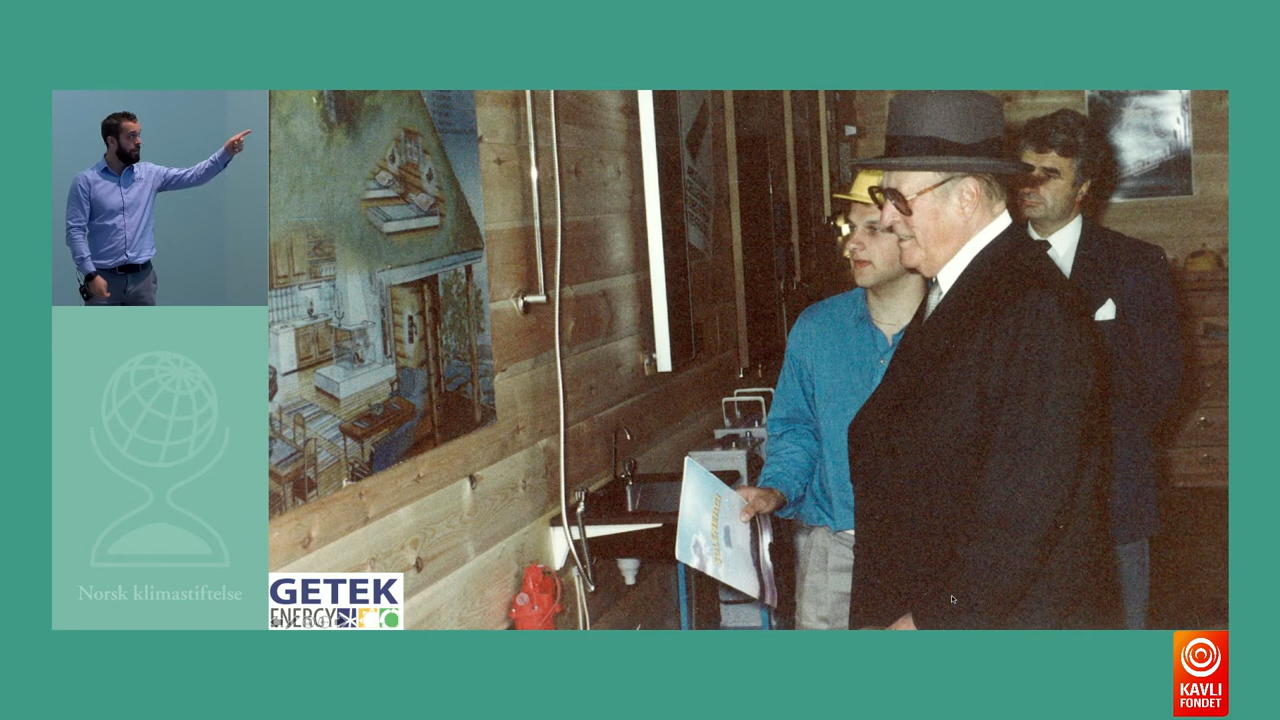 Norsk klimastiftelse
GETEK
ENERGY
KAVLI
FONDET